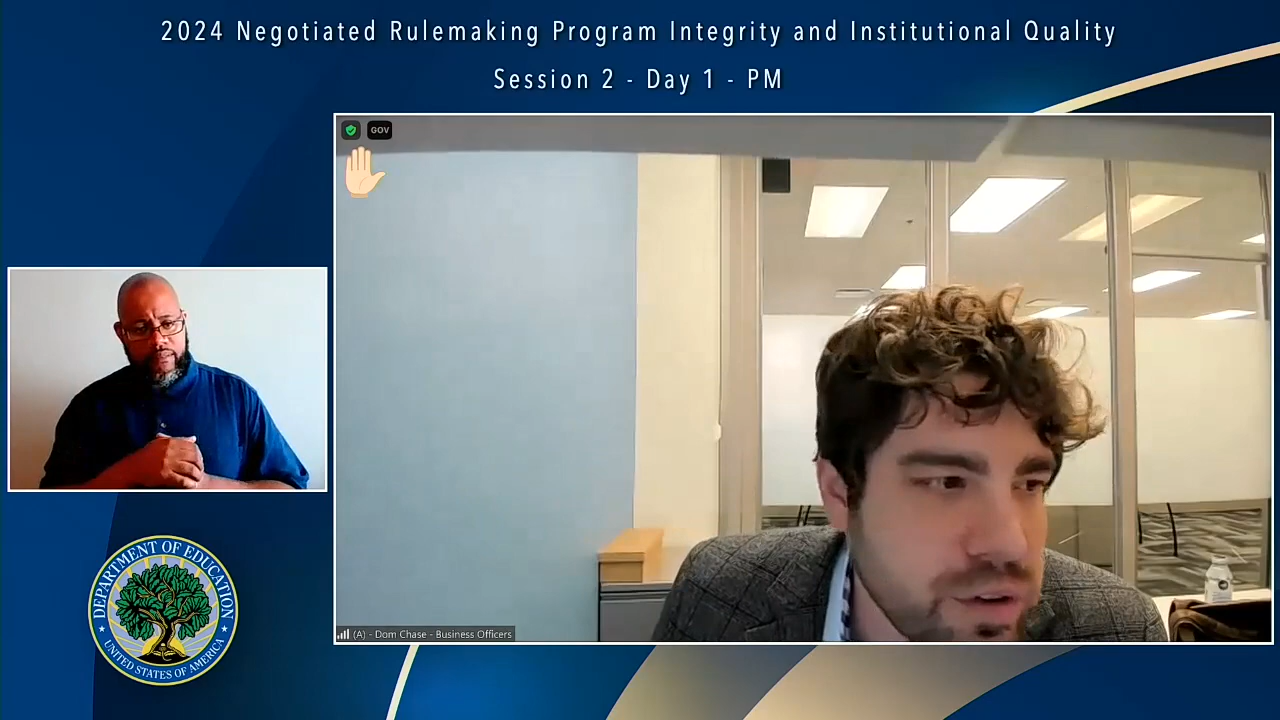 2024 Negotiated Rulemaking Program Integrity and Institutional Quality
Session 2 - Day 1 - PM
GOV
(A) - Dom Chase - Business Officers
DEPARTMENT OF EDUCATION
UNITED STATES OF AMERICA